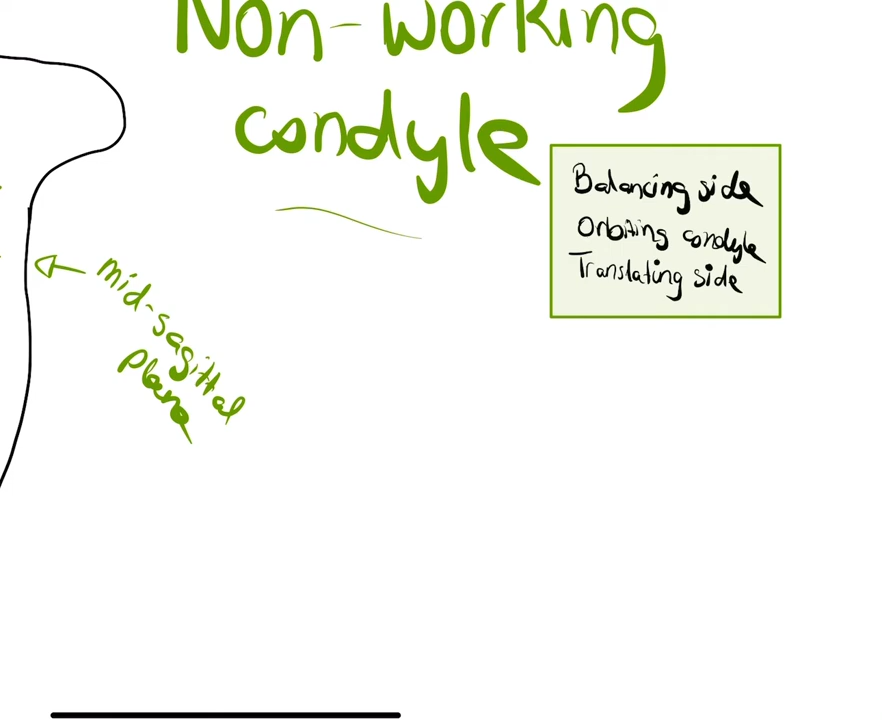 Non-working
condyle
Balancing side
Orbiting condyle
Translating side
mid-sagittal
plane